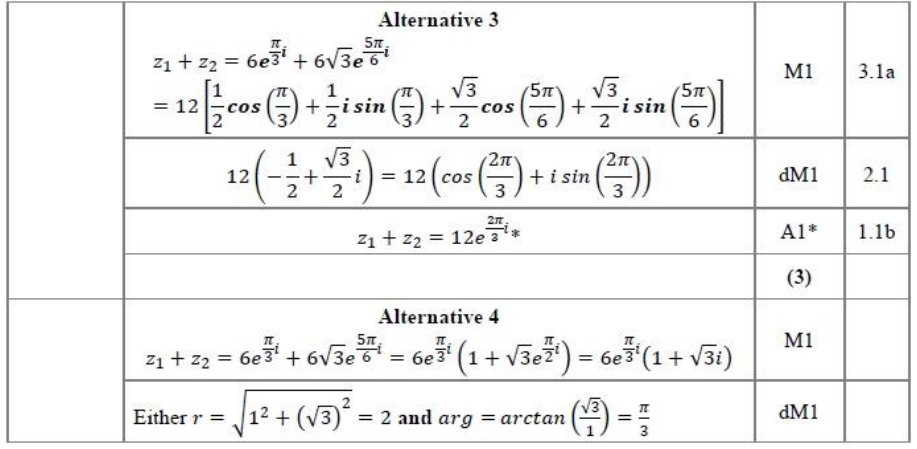 Alternative 3
z₁ + z₂ = 6e^{π/3 i} + 6√3e^{5π/6 i}
= 12 [1/2 cos (π/3) + 1/2 i sin (π/3) + √3/2 cos (5π/6) + √3/2 i sin (5π/6)]
M1
3.1a
12 (−1/2 + √3/2 i) = 12 (cos (2π/3) + i sin (2π/3))
dM1
2.1
z₁ + z₂ = 12e^{2π/3 i} *
A1*
1.1b
(3)
Alternative 4
z₁ + z₂ = 6e^{π/3 i} + 6√3e^{5π/6 i} = 6e^{π/3 i} (1 + √3e^{π/2 i}) = 6e^{π/3 i}(1 + √3i)
M1
Either r = √(1² + (√3)²) = 2 and arg = arctan (√3/1) = π/3
dM1